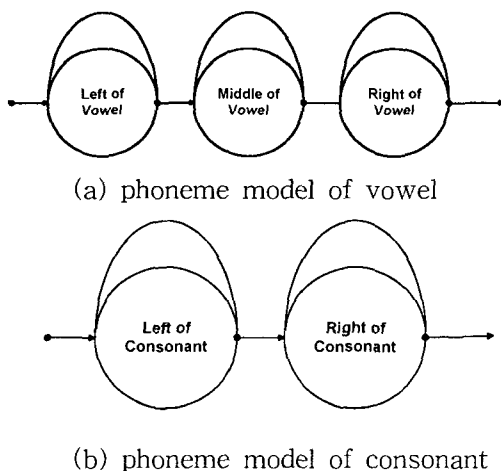 Left of
Vowel
Middle of
Vowel
Right of
Vowel
(a) phoneme model of vowel
Left of
Consonant
Right of
Consonant
(b) phoneme model of consonant